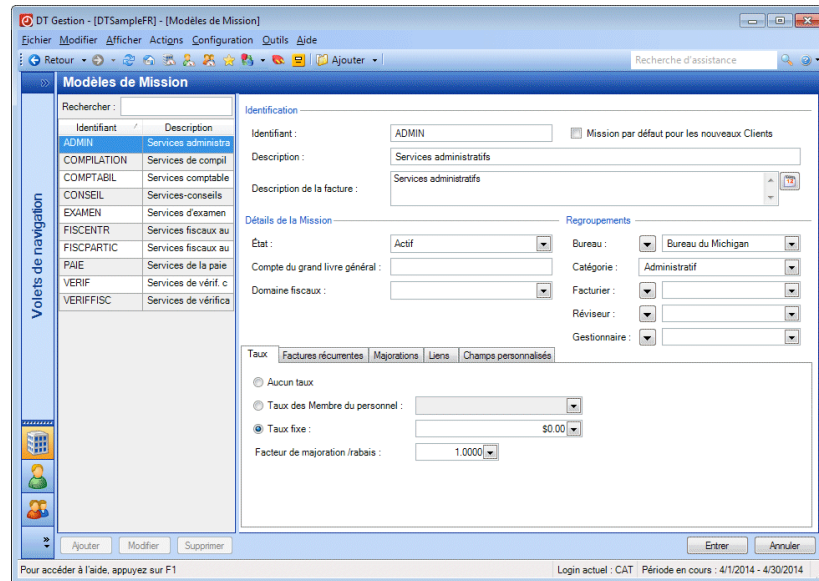 DT Gestion - [DTSampleFR] - [Modèles de Mission]
Fichier Modifier Afficher Actigns Configuration Outils Aide
Retour Ajouter Recherche d'assistance
Modèles de Mission
Volets de navigation
Rechercher :
Identifiant Description
ADMIN Services administra
COMPILATION Services de compil
COMPTABIL Services comptable
CONSEIL Services-conseils
EXAMEN Services d'examen
FISCENTR Services fiscaux au
FISCPARTIC Services fiscaux au
PAIE Services de la paie
VERIF Services de vérif. c
VERIFFISC Services de vérifica
Identification
Identifiant : ADMIN Mission par défaut pour les nouveaux Clients
Description : Services administratifs
Description de la facture : Services administratifs
12
Détails de la Mission
État : Actif
Compte du grand livre général :
Domaine fiscaux :
Regroupements
Bureau : Bureau du Michigan
Catégorie : Administratif
Facturier :
Réviseur :
Gestionnaire :
Taux Factures récurrentes Majorations Liens Champs personnalisés
Aucun taux
Taux des Membre du personnel :
Taux fixe : $0.00
Facteur de majoration /rabais : 1.0000
Ajouter Modifier Supprimer Entrer Annuler
Pour accéder à l'aide, appuyez sur F1 Login actuel : CAT Période en cours : 4/1/2014 - 4/30/2014